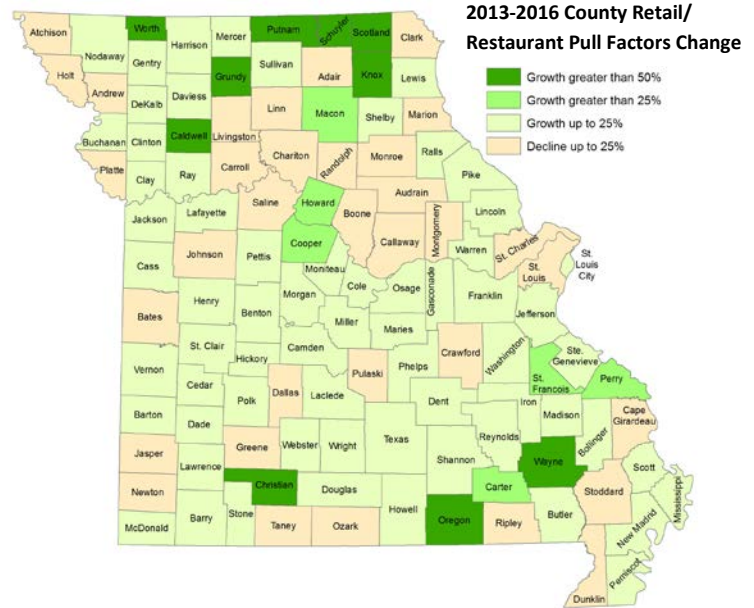 2013-2016 County Retail/
Restaurant Pull Factors Change
Growth greater than 50%
Growth greater than 25%
Growth up to 25%
Decline up to 25%
Atchison
Nodaway
Worth
Harrison
Mercer
Putnam
Schuyler
Scotland
Clark
Holt
Andrew
Gentry
Grundy
Sullivan
Adair
Knox
Lewis
DeKalb
Daviess
Linn
Macon
Shelby
Marion
Buchanan
Clinton
Caldwell
Livingston
Chariton
Randolph
Monroe
Ralls
Platte
Clay
Ray
Carroll
Pike
Audrain
Jackson
Lafayette
Saline
Howard
Boone
Callaway
Montgomery
Lincoln
Cooper
Warren
St. Charles
St.
Louis
St.
Louis
City
Cass
Johnson
Pettis
Moniteau
Cole
Osage
Gasconade
Franklin
Jefferson
Bates
Henry
Benton
Morgan
Miller
Maries
St. Clair
Hickory
Camden
Pulaski
Phelps
Crawford
Washington
Ste.
Genevieve
St.
Francois
Perry
Vernon
Cedar
Polk
Dallas
Laclede
Dent
Iron
Madison
Cape
Girardeau
Barton
Dade
Greene
Webster
Wright
Texas
Reynolds
Bollinger
Jasper
Lawrence
Shannon
Wayne
Scott
Newton
Christian
Douglas
Carter
Stoddard
Mississippi
McDonald
Barry
Stone
Taney
Ozark
Howell
Oregon
Ripley
Butler
New Madrid
Pemiscot
Dunklin